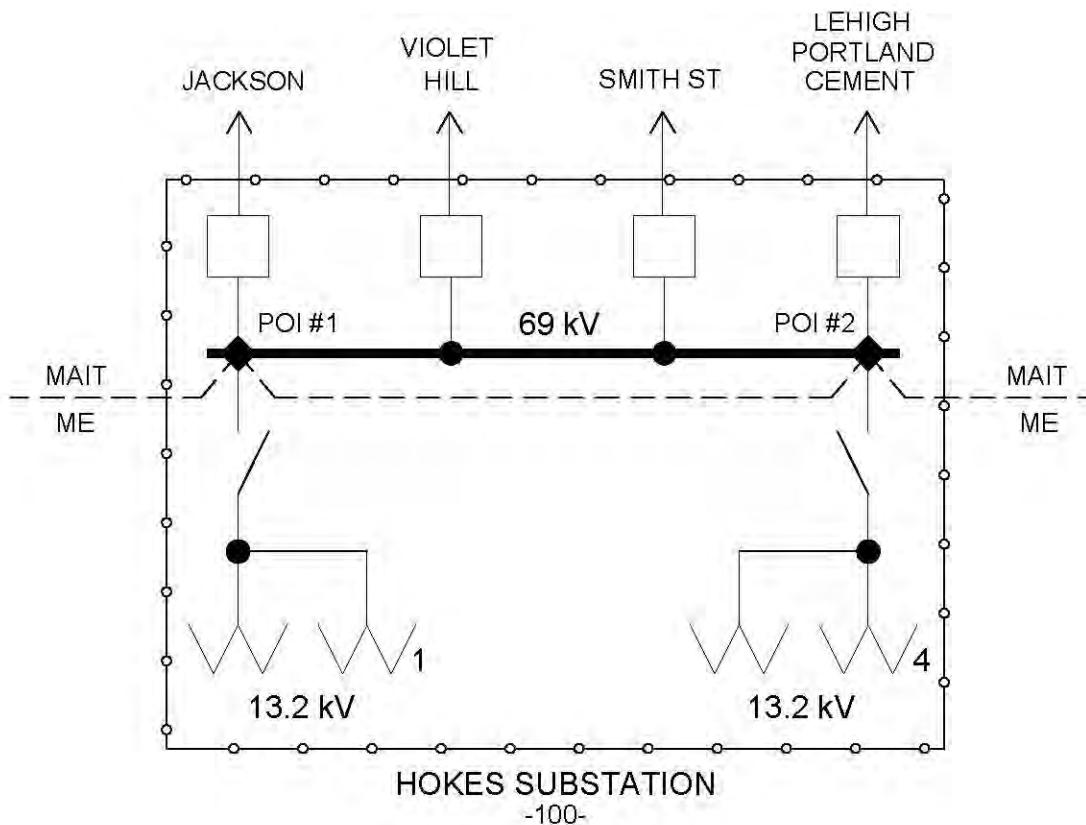 JACKSON
VIOLET
HILL
SMITH ST
LEHIGH
PORTLAND
CEMENT
POI #1
69 kV
POI #2
MAIT
ME
MAIT
ME
1
4
13.2 kV
13.2 kV
HOKES SUBSTATION
-100-